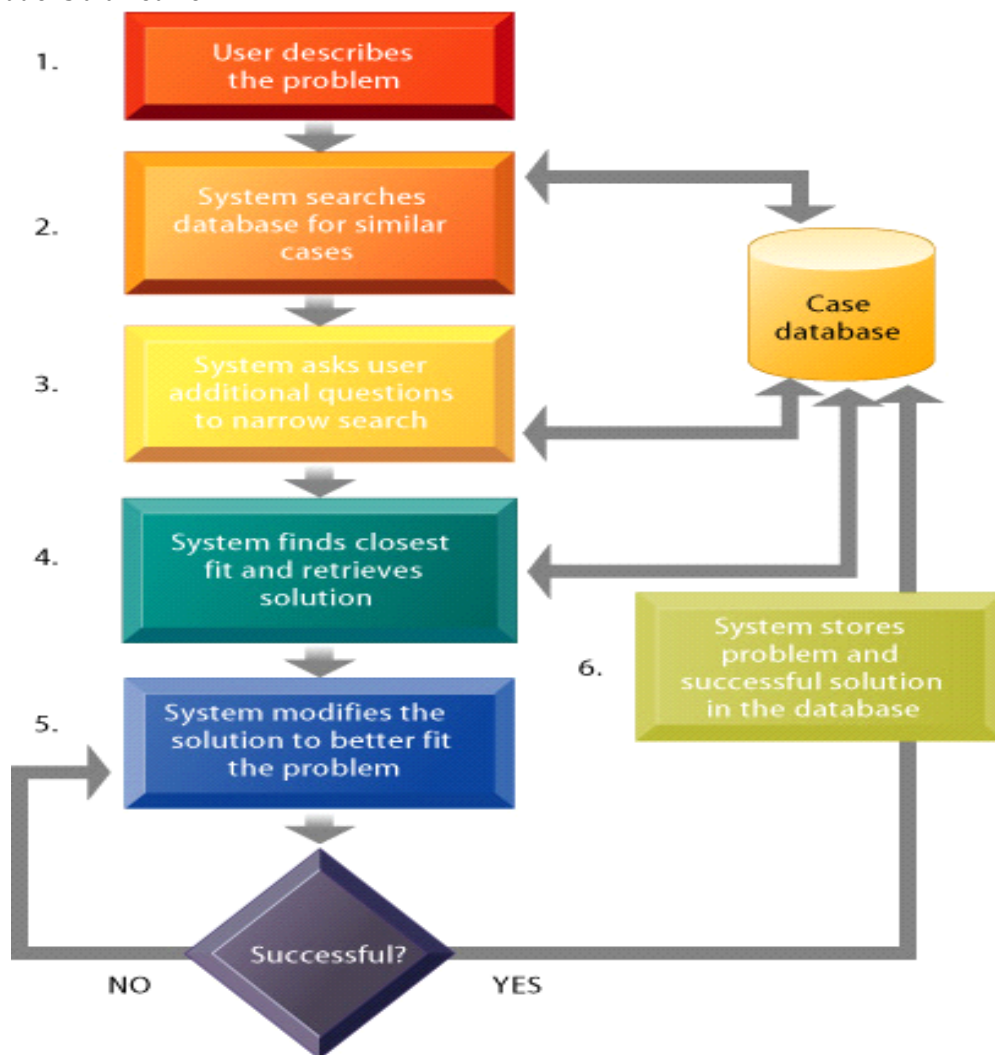 1.
User describes
the problem
2.
System searches
database for similar
cases
Case
database
3.
System asks user
additional questions
to narrow search
4.
System finds closest
fit and retrieves
solution
6.
System stores
problem and
successful solution
in the database
5.
System modifies the
solution to better fit
the problem
Successful?
NO
YES